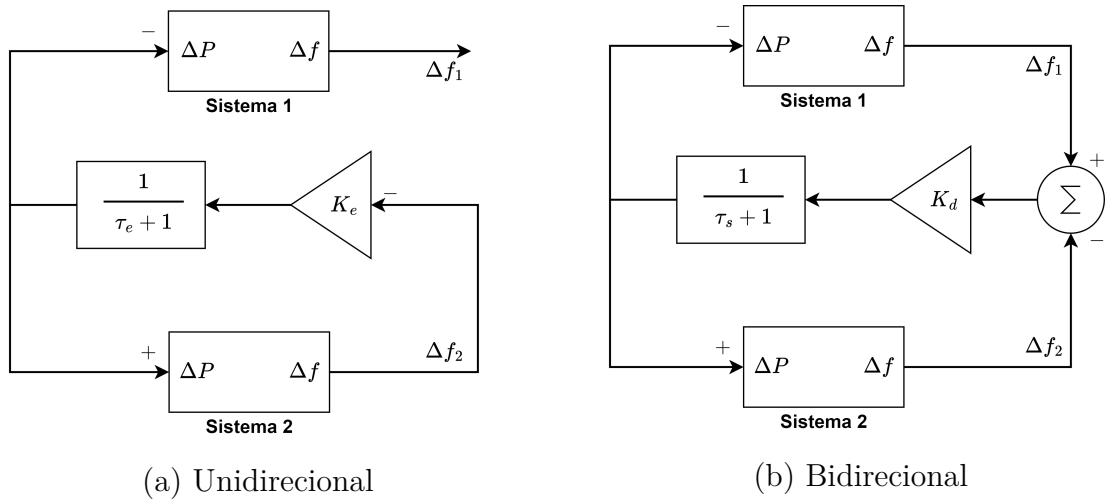 − ΔP Δf
Δf₁
Sistema 1
1
τₑ + 1
Kₑ −
+ ΔP Δf Δf₂
Sistema 2
(a) Unidirecional
− ΔP Δf
Δf₁
Sistema 1
+
1
τₛ + 1
K_d
∑
−
+ ΔP Δf Δf₂
Sistema 2
(b) Bidirecional